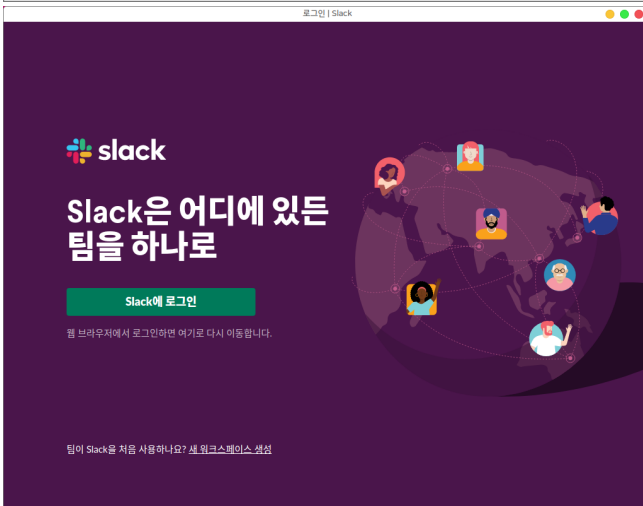 로그인 | Slack
slack
Slack은 어디에 있든
팀을 하나로
Slack에 로그인
웹 브라우저에서 로그인하면 여기로 다시 이동합니다.
팀이 Slack을 처음 사용하나요? 새 워크스페이스 생성